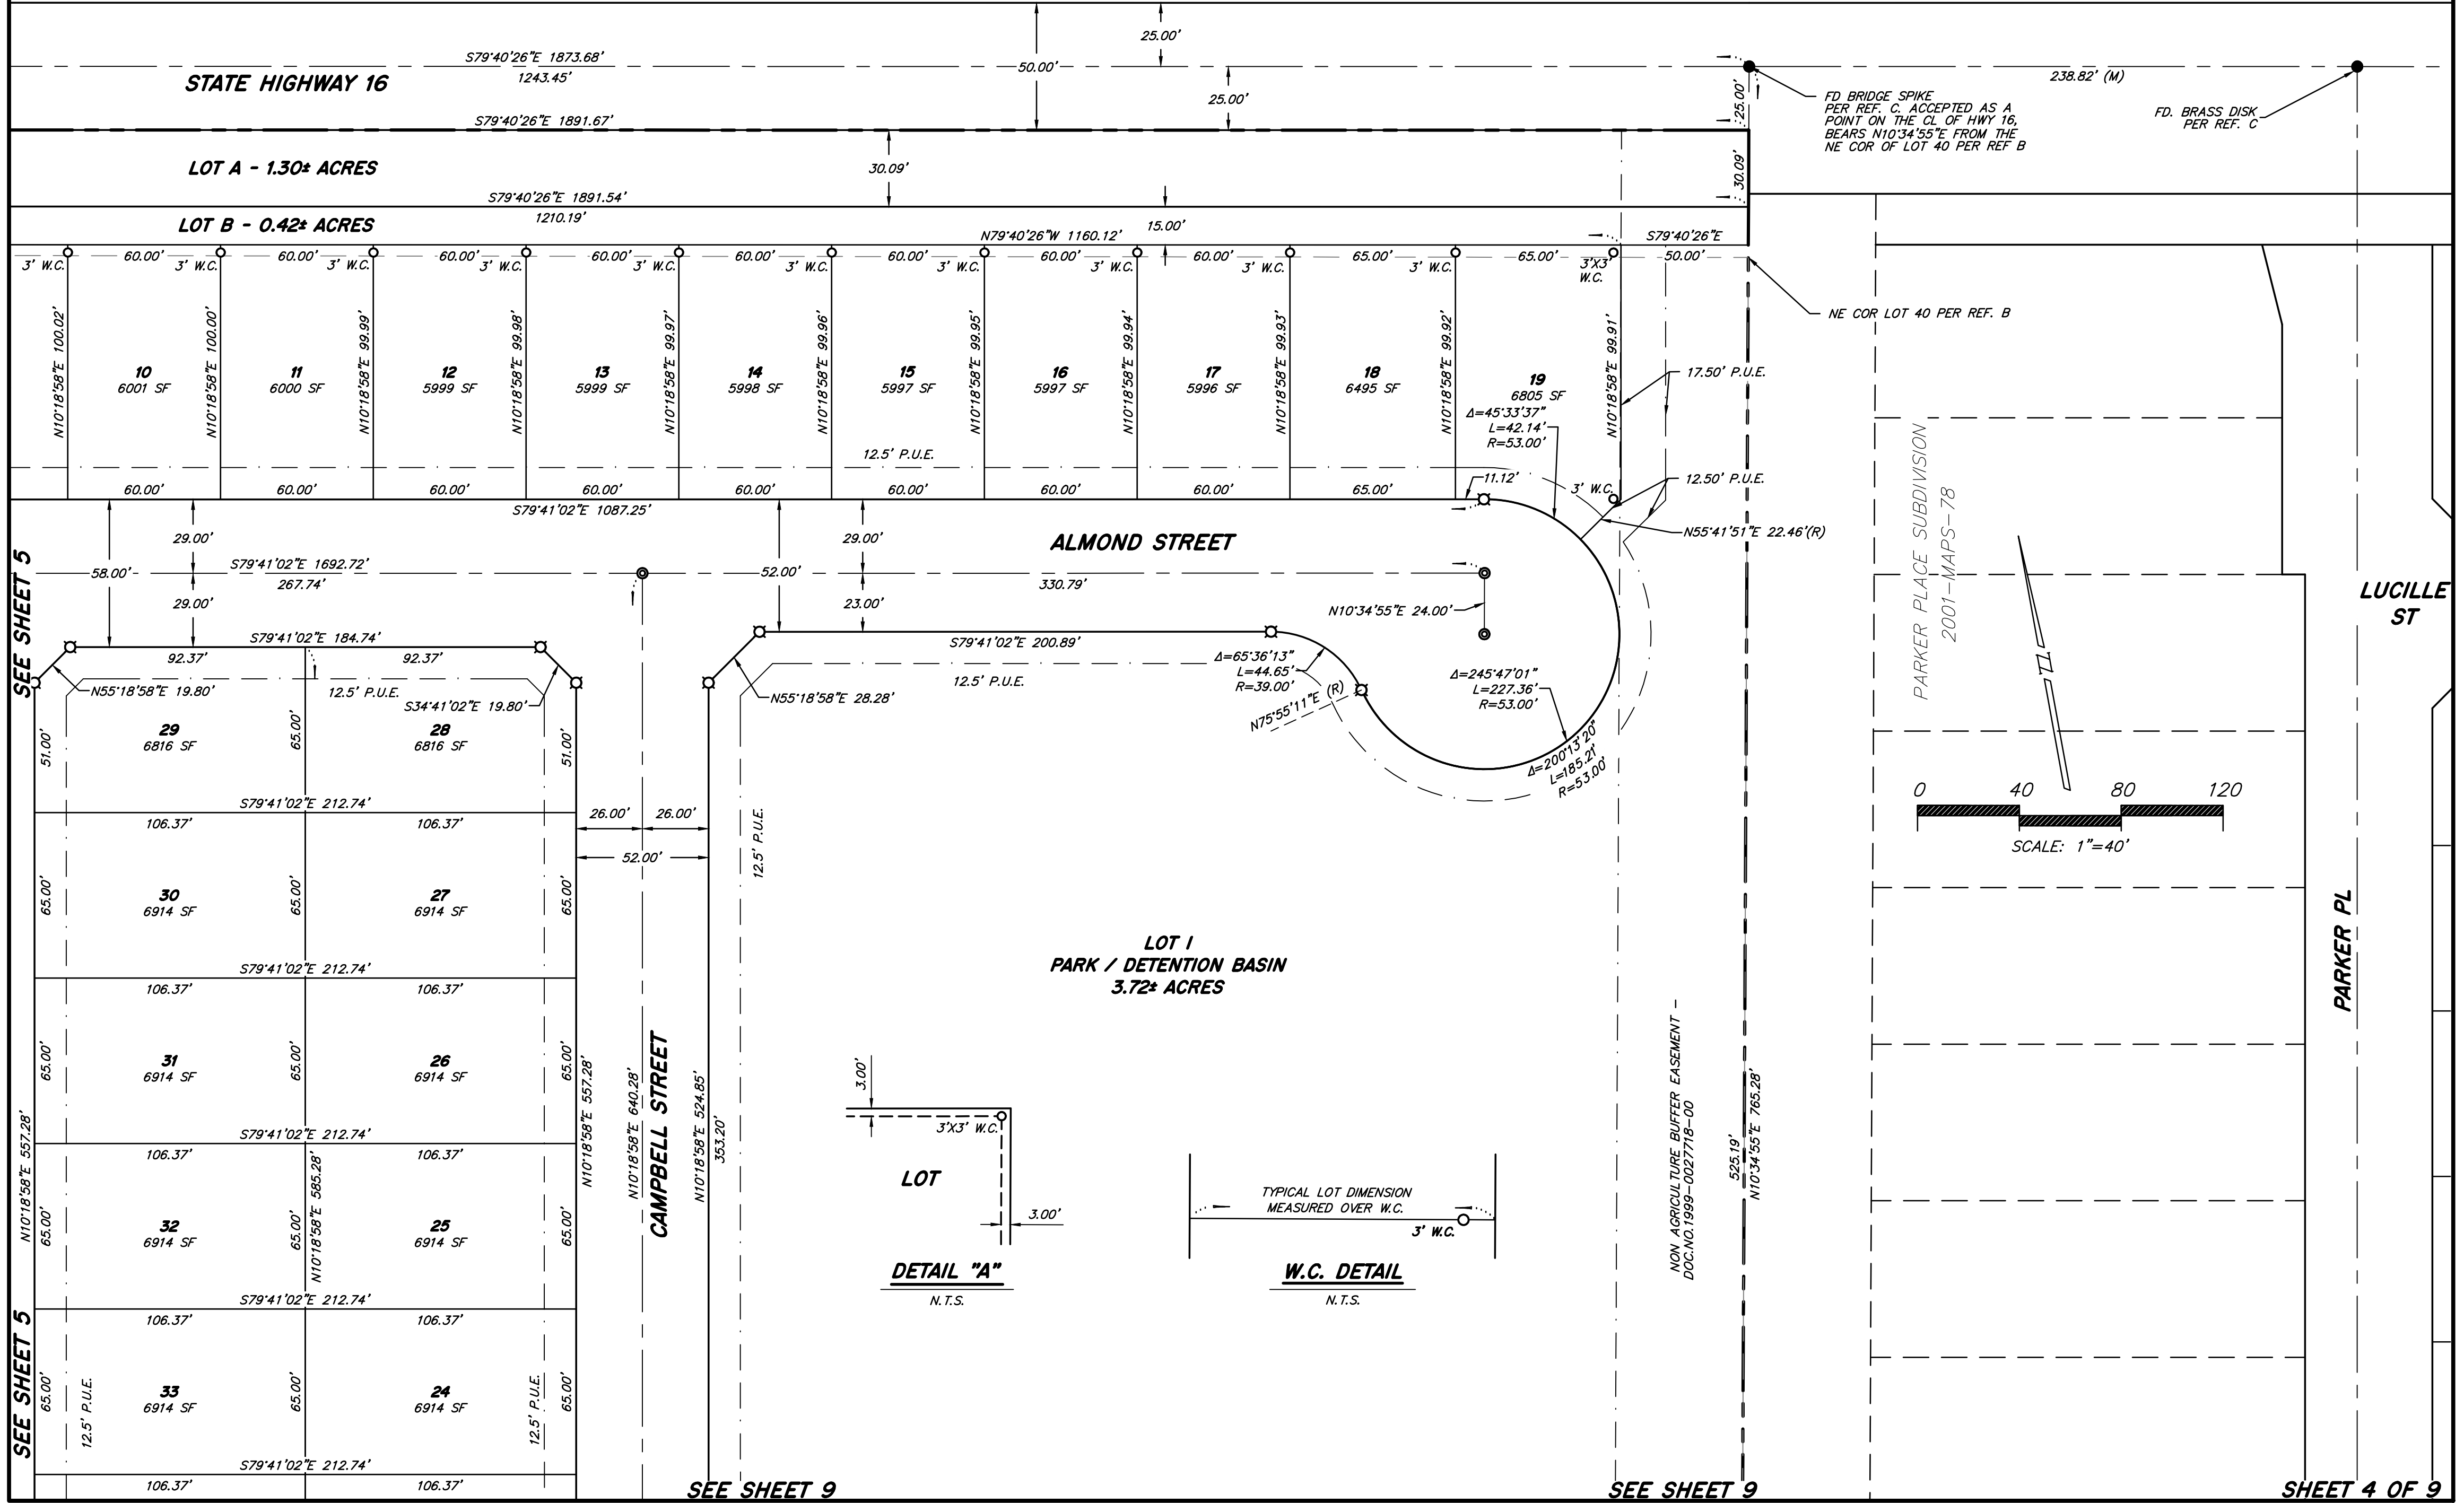 25.00'
S79°40'26"E 1873.68'
1243.45'
50.00'
STATE HIGHWAY 16
238.82' (M)
25.00'
25.00'
FD BRIDGE SPIKE
PER REF. C. ACCEPTED AS A
POINT ON THE CL OF HWY 16,
BEARS N10°34'55"E FROM THE
NE COR OF LOT 40 PER REF B
FD. BRASS DISK
PER REF. C
S79°40'26"E 1891.67'
LOT A - 1.30± ACRES
30.09'
30.09'
S79°40'26"E 1891.54'
1210.19'
LOT B - 0.42± ACRES
15.00'
N79°40'26"W 1160.12'
S79°40'26"E
50.00'
3' W.C.
60.00'
3' W.C.
60.00'
3' W.C.
60.00'
3' W.C.
60.00'
3' W.C.
60.00'
3' W.C.
60.00'
3' W.C.
60.00'
3' W.C.
60.00'
3' W.C.
65.00'
3' W.C.
65.00'
3'X3'
W.C.
NE COR LOT 40 PER REF. B
N10°18'58"E 100.02'
N10°18'58"E 100.00'
N10°18'58"E 99.99'
N10°18'58"E 99.98'
N10°18'58"E 99.97'
N10°18'58"E 99.96'
N10°18'58"E 99.95'
N10°18'58"E 99.94'
N10°18'58"E 99.93'
N10°18'58"E 99.92'
N10°18'58"E 99.91'
10
6001 SF
11
6000 SF
12
5999 SF
13
5999 SF
14
5998 SF
15
5997 SF
16
5997 SF
17
5996 SF
18
6495 SF
19
6805 SF
Δ=45°33'37"
L=42.14'
R=53.00'
17.50' P.U.E.
12.5' P.U.E.
60.00'
60.00'
60.00'
60.00'
60.00'
60.00'
60.00'
60.00'
65.00'
11.12'
3' W.C.
12.50' P.U.E.
N55°41'51"E 22.46'(R)
S79°41'02"E 1087.25'
ALMOND STREET
29.00'
58.00'
S79°41'02"E 1692.72'
267.74'
29.00'
29.00'
52.00'
23.00'
330.79'
N10°34'55"E 24.00'
SEE SHEET 5
S79°41'02"E 184.74'
92.37'
92.37'
N55°18'58"E 19.80'
12.5' P.U.E.
S34°41'02"E 19.80'
S79°41'02"E 200.89'
12.5' P.U.E.
N55°18'58"E 28.28'
Δ=65°36'13"
L=44.65'
R=39.00'
N75°55'11"E (R)
Δ=245°47'01"
L=227.36'
R=53.00'
Δ=200°13'20"
L=185.21'
R=53.00'
PARKER PLACE SUBDIVISION
2001-MAPS-78
LUCILLE
ST
0 40 80 120
SCALE: 1"=40'
51.00'
29
6816 SF
65.00'
28
6816 SF
51.00'
S79°41'02"E 212.74'
106.37'
106.37'
26.00'
26.00'
52.00'
12.5' P.U.E.
65.00'
30
6914 SF
65.00'
27
6914 SF
65.00'
S79°41'02"E 212.74'
106.37'
106.37'
LOT I
PARK / DETENTION BASIN
3.72± ACRES
PARKER PL
65.00'
31
6914 SF
65.00'
26
6914 SF
65.00'
N10°18'58"E 557.28'
N10°18'58"E 557.28'
N10°18'58"E 640.28'
CAMPBELL STREET
N10°18'58"E 524.85'
353.20'
S79°41'02"E 212.74'
106.37'
106.37'
65.00'
32
6914 SF
65.00'
N10°18'58"E 585.28'
25
6914 SF
65.00'
3.00'
3'X3' W.C.
LOT
3.00'
DETAIL "A"
N.T.S.
TYPICAL LOT DIMENSION
MEASURED OVER W.C.
3' W.C.
W.C. DETAIL
N.T.S.
NON AGRICULTURE BUFFER EASEMENT -
DOC.NO.1999-0027718-00
525.19'
N10°34'55"E 765.28'
S79°41'02"E 212.74'
106.37'
106.37'
SEE SHEET 5
65.00'
12.5' P.U.E.
33
6914 SF
65.00'
24
6914 SF
12.5' P.U.E.
65.00'
S79°41'02"E 212.74'
106.37'
106.37'
SEE SHEET 9
SEE SHEET 9
SHEET 4 OF 9